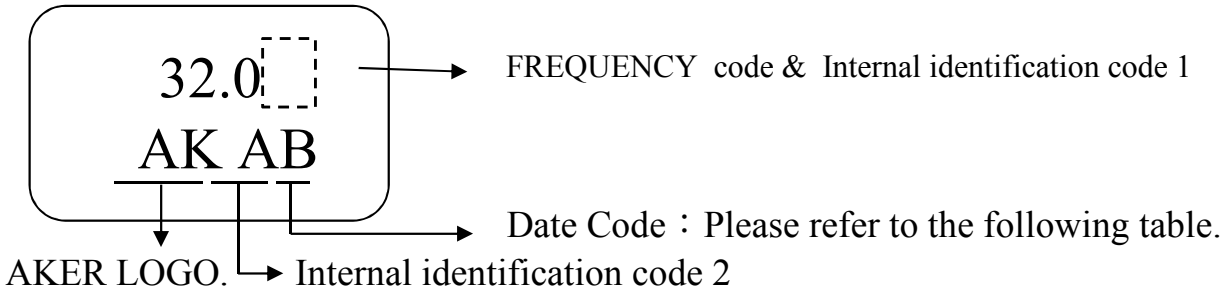 32.0
FREQUENCY code & Internal identification code 1
AK AB
Date Code：Please refer to the following table.
AKER LOGO.
Internal identification code 2